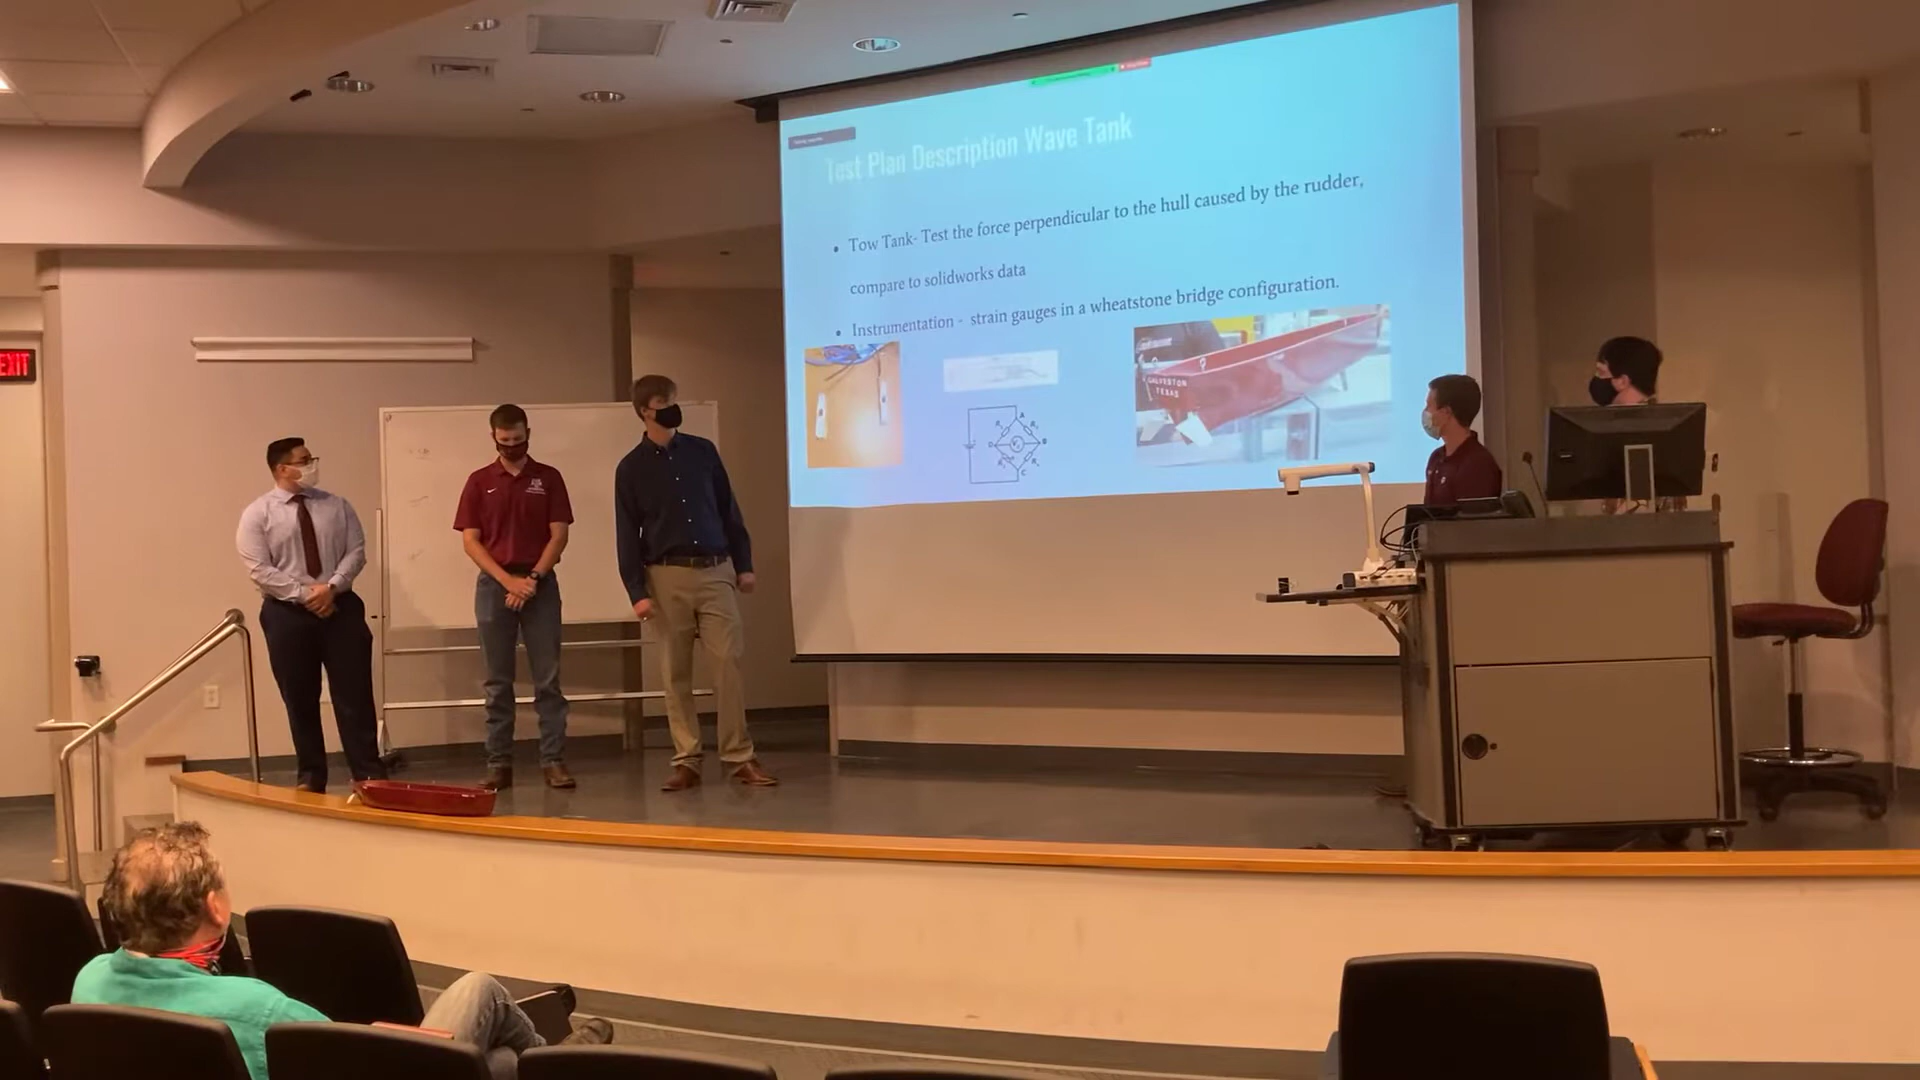 Test Plan Description Wave Tank
• Tow Tank- Test the force perpendicular to the hull caused by the rudder,
compare to solidworks data
• Instrumentation - strain gauges in a wheatstone bridge configuration.
GALVESTON
TEXAS
A
D
B
C
EXIT